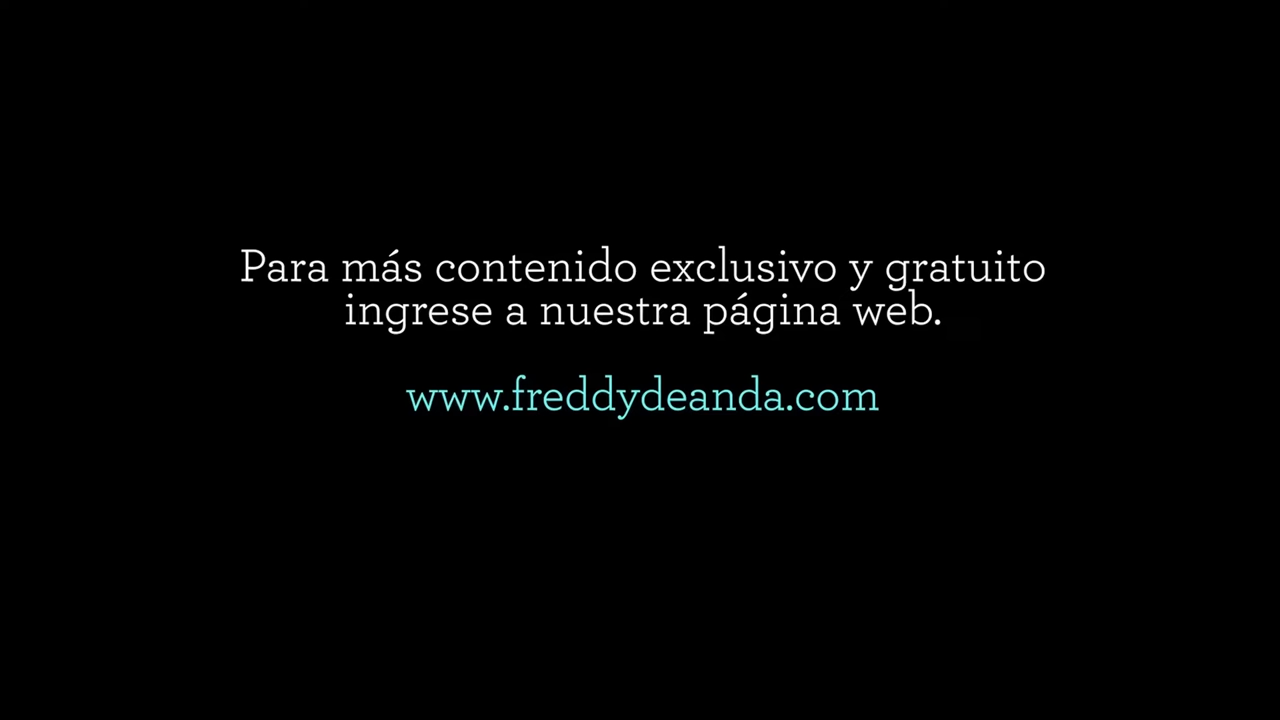 Para más contenido exclusivo y gratuito
ingrese a nuestra página web.
www.freddydeanda.com